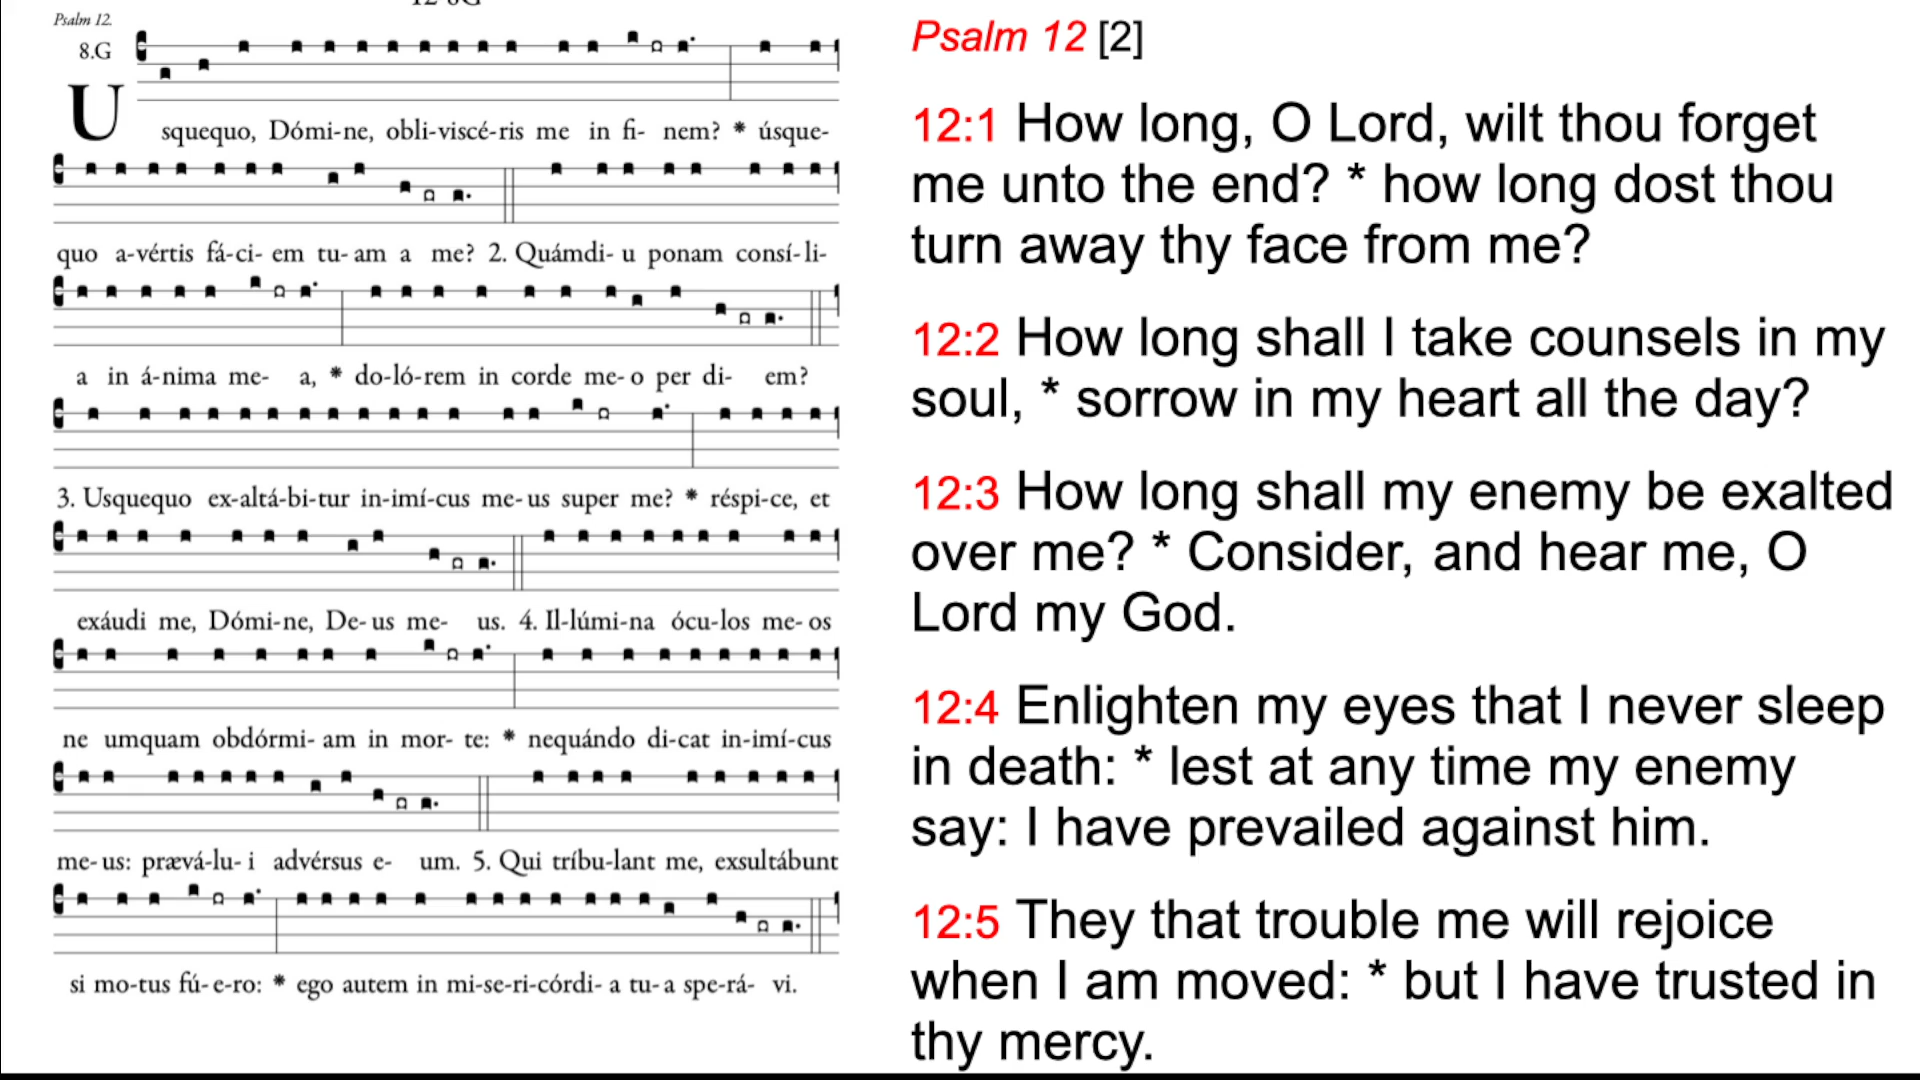 Psalm 12.
8.G
Usquequo, Dómi-ne, obli-viscé-ris me in fi- nem? * úsque-
quo a-vértis fá-ci- em tu- am a me? 2. Quámdi- u ponam consí-li-
a in á-nima me- a, * do-ló-rem in corde me- o per di- em?
3. Usquequo ex-altá-bi-tur in-imí-cus me- us super me? * réspi-ce, et
exáudi me, Dómi-ne, De- us me- us. 4. Il-lúmi-na ócu-los me- os
ne umquam obdórmi- am in mor- te: * nequándo di-cat in-imí-cus
me- us: prævá-lu- i advérsus e- um. 5. Qui tríbu-lant me, exsultábunt
si mo-tus fú- e-ro: * ego autem in mi-se-ri-córdi- a tu- a spe-rá- vi.
Psalm 12 [2]
12:1 How long, O Lord, wilt thou forget
me unto the end? * how long dost thou
turn away thy face from me?
12:2 How long shall I take counsels in my
soul, * sorrow in my heart all the day?
12:3 How long shall my enemy be exalted
over me? * Consider, and hear me, O
Lord my God.
12:4 Enlighten my eyes that I never sleep
in death: * lest at any time my enemy
say: I have prevailed against him.
12:5 They that trouble me will rejoice
when I am moved: * but I have trusted in
thy mercy.